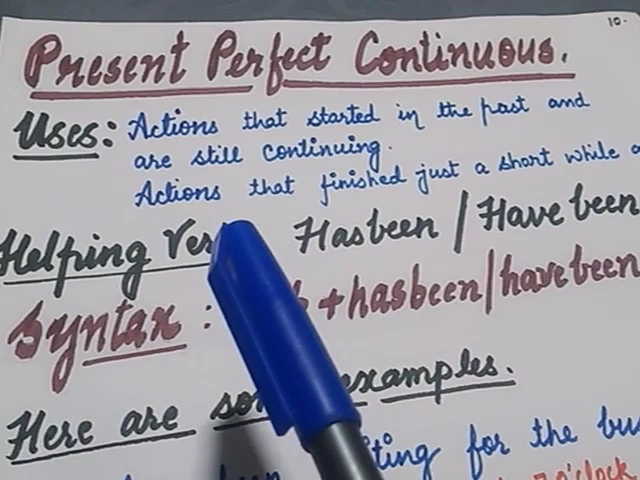 10.
Present Perfect Continuous.
Uses: Actions that started in the past and
are still continuing.
Actions that finished just a short while
Helping Has been / Have been
Syntax : + has been / have been
Here are examples.
for the
o'clock